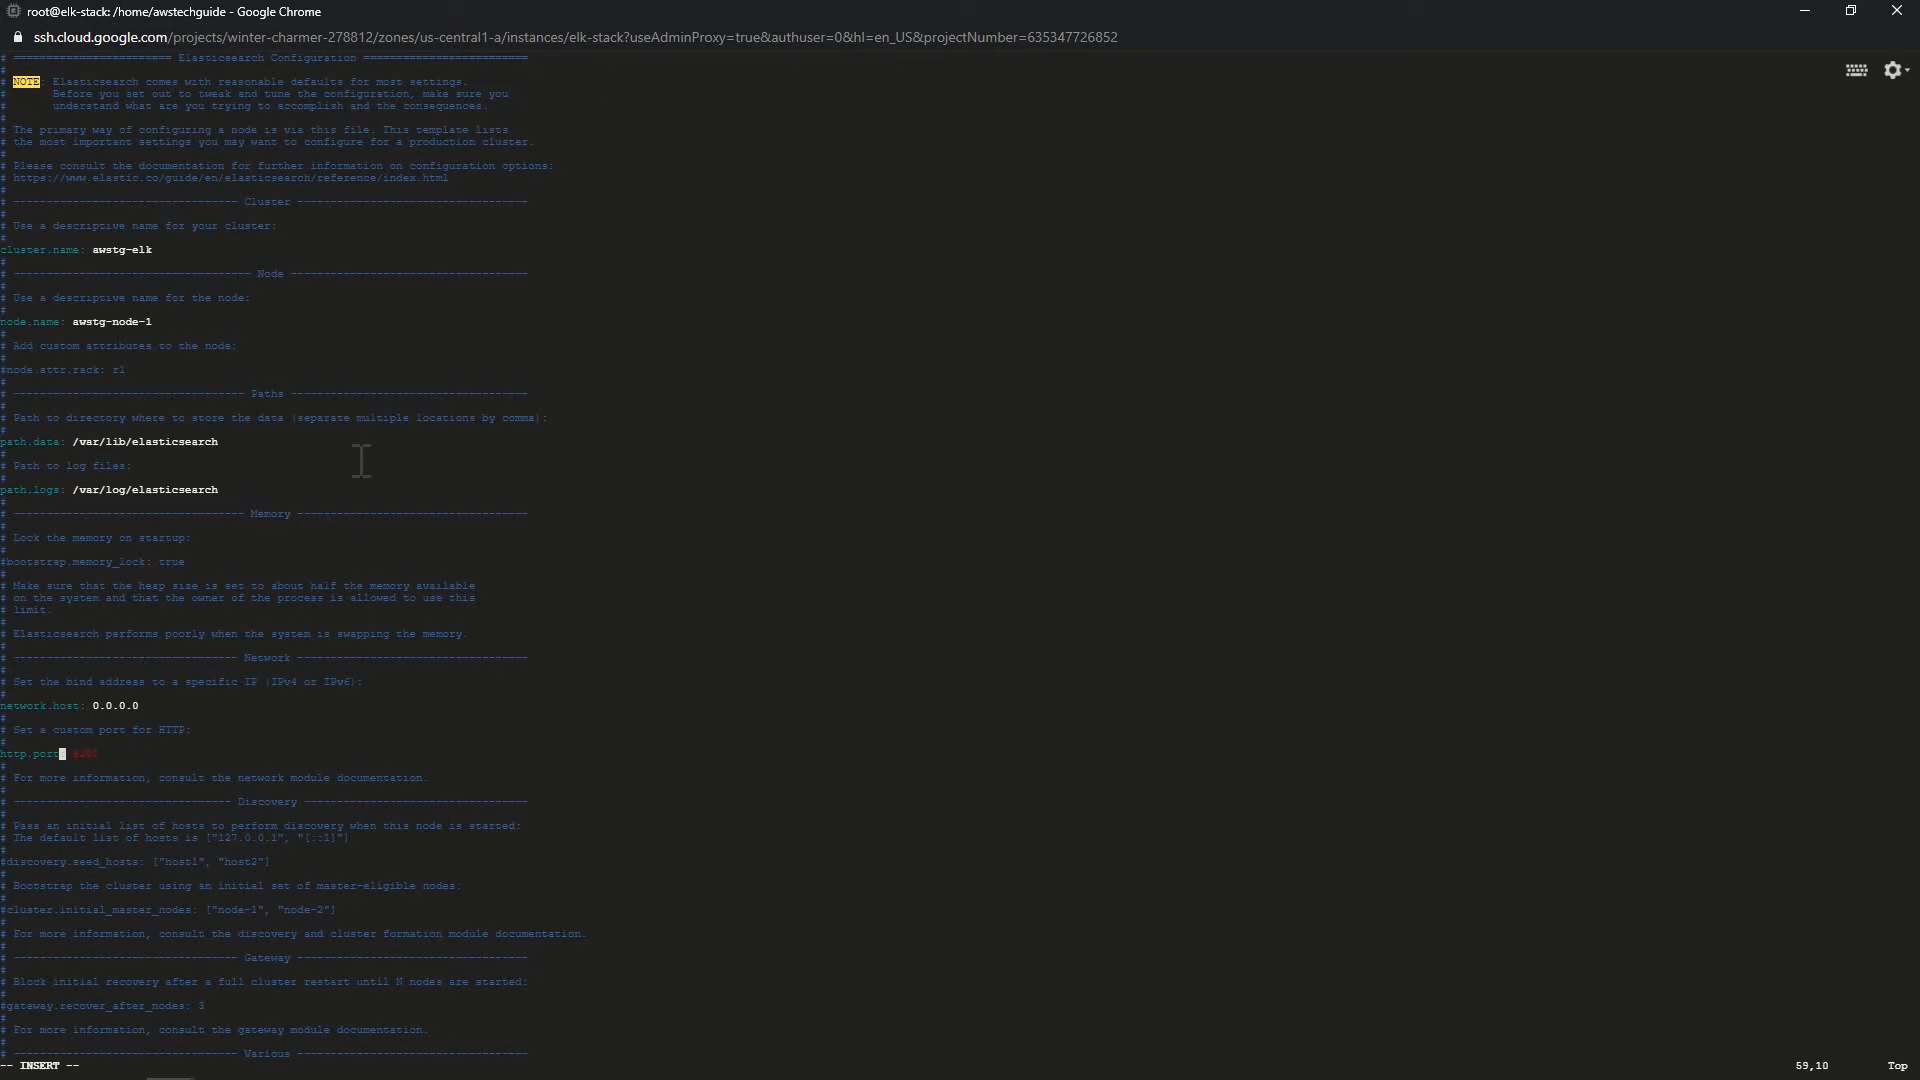 root@elk-stack: /home/awstechguide - Google Chrome
ssh.cloud.google.com/projects/winter-charmer-278812/zones/us-central1-a/instances/elk-stack?useAdminProxy=true&authuser=0&hl=en_US&projectNumber=635347726852
# ======================== Elasticsearch Configuration =========================
#
# NOTE: Elasticsearch comes with reasonable defaults for most settings.
#       Before you set out to tweak and tune the configuration, make sure you
#       understand what are you trying to accomplish and the consequences.
#
# The primary way of configuring a node is via this file. This template lists
# the most important settings you may want to configure for a production cluster.
#
# Please consult the documentation for further information on configuration options:
# https://www.elastic.co/guide/en/elasticsearch/reference/index.html
#
# ---------------------------------- Cluster -----------------------------------
#
# Use a descriptive name for your cluster:
#
cluster.name: awstg-elk
#
# ------------------------------------ Node ------------------------------------
#
# Use a descriptive name for the node:
#
node.name: awstg-node-1
#
# Add custom attributes to the node:
#
#node.attr.rack: r1
#
# ----------------------------------- Paths ------------------------------------
#
# Path to directory where to store the data (separate multiple locations by comma):
#
path.data: /var/lib/elasticsearch
#
# Path to log files:
#
path.logs: /var/log/elasticsearch
#
# ----------------------------------- Memory -----------------------------------
#
# Lock the memory on startup:
#
#bootstrap.memory_lock: true
#
# Make sure that the heap size is set to about half the memory available
# on the system and that the owner of the process is allowed to use this
# limit.
#
# Elasticsearch performs poorly when the system is swapping the memory.
#
# ---------------------------------- Network -----------------------------------
#
# Set the bind address to a specific IP (IPv4 or IPv6):
#
network.host: 0.0.0.0
#
# Set a custom port for HTTP:
#
http.port: 9200
#
# For more information, consult the network module documentation.
#
# --------------------------------- Discovery ----------------------------------
#
# Pass an initial list of hosts to perform discovery when this node is started:
# The default list of hosts is ["127.0.0.1", "[::1]"]
#
#discovery.seed_hosts: ["host1", "host2"]
#
# Bootstrap the cluster using an initial set of master-eligible nodes:
#
#cluster.initial_master_nodes: ["node-1", "node-2"]
#
# For more information, consult the discovery and cluster formation module documentation.
#
# ---------------------------------- Gateway -----------------------------------
#
# Block initial recovery after a full cluster restart until N nodes are started:
#
#gateway.recover_after_nodes: 3
#
# For more information, consult the gateway module documentation.
#
# ---------------------------------- Various -----------------------------------
-- INSERT -- 59,10 Top